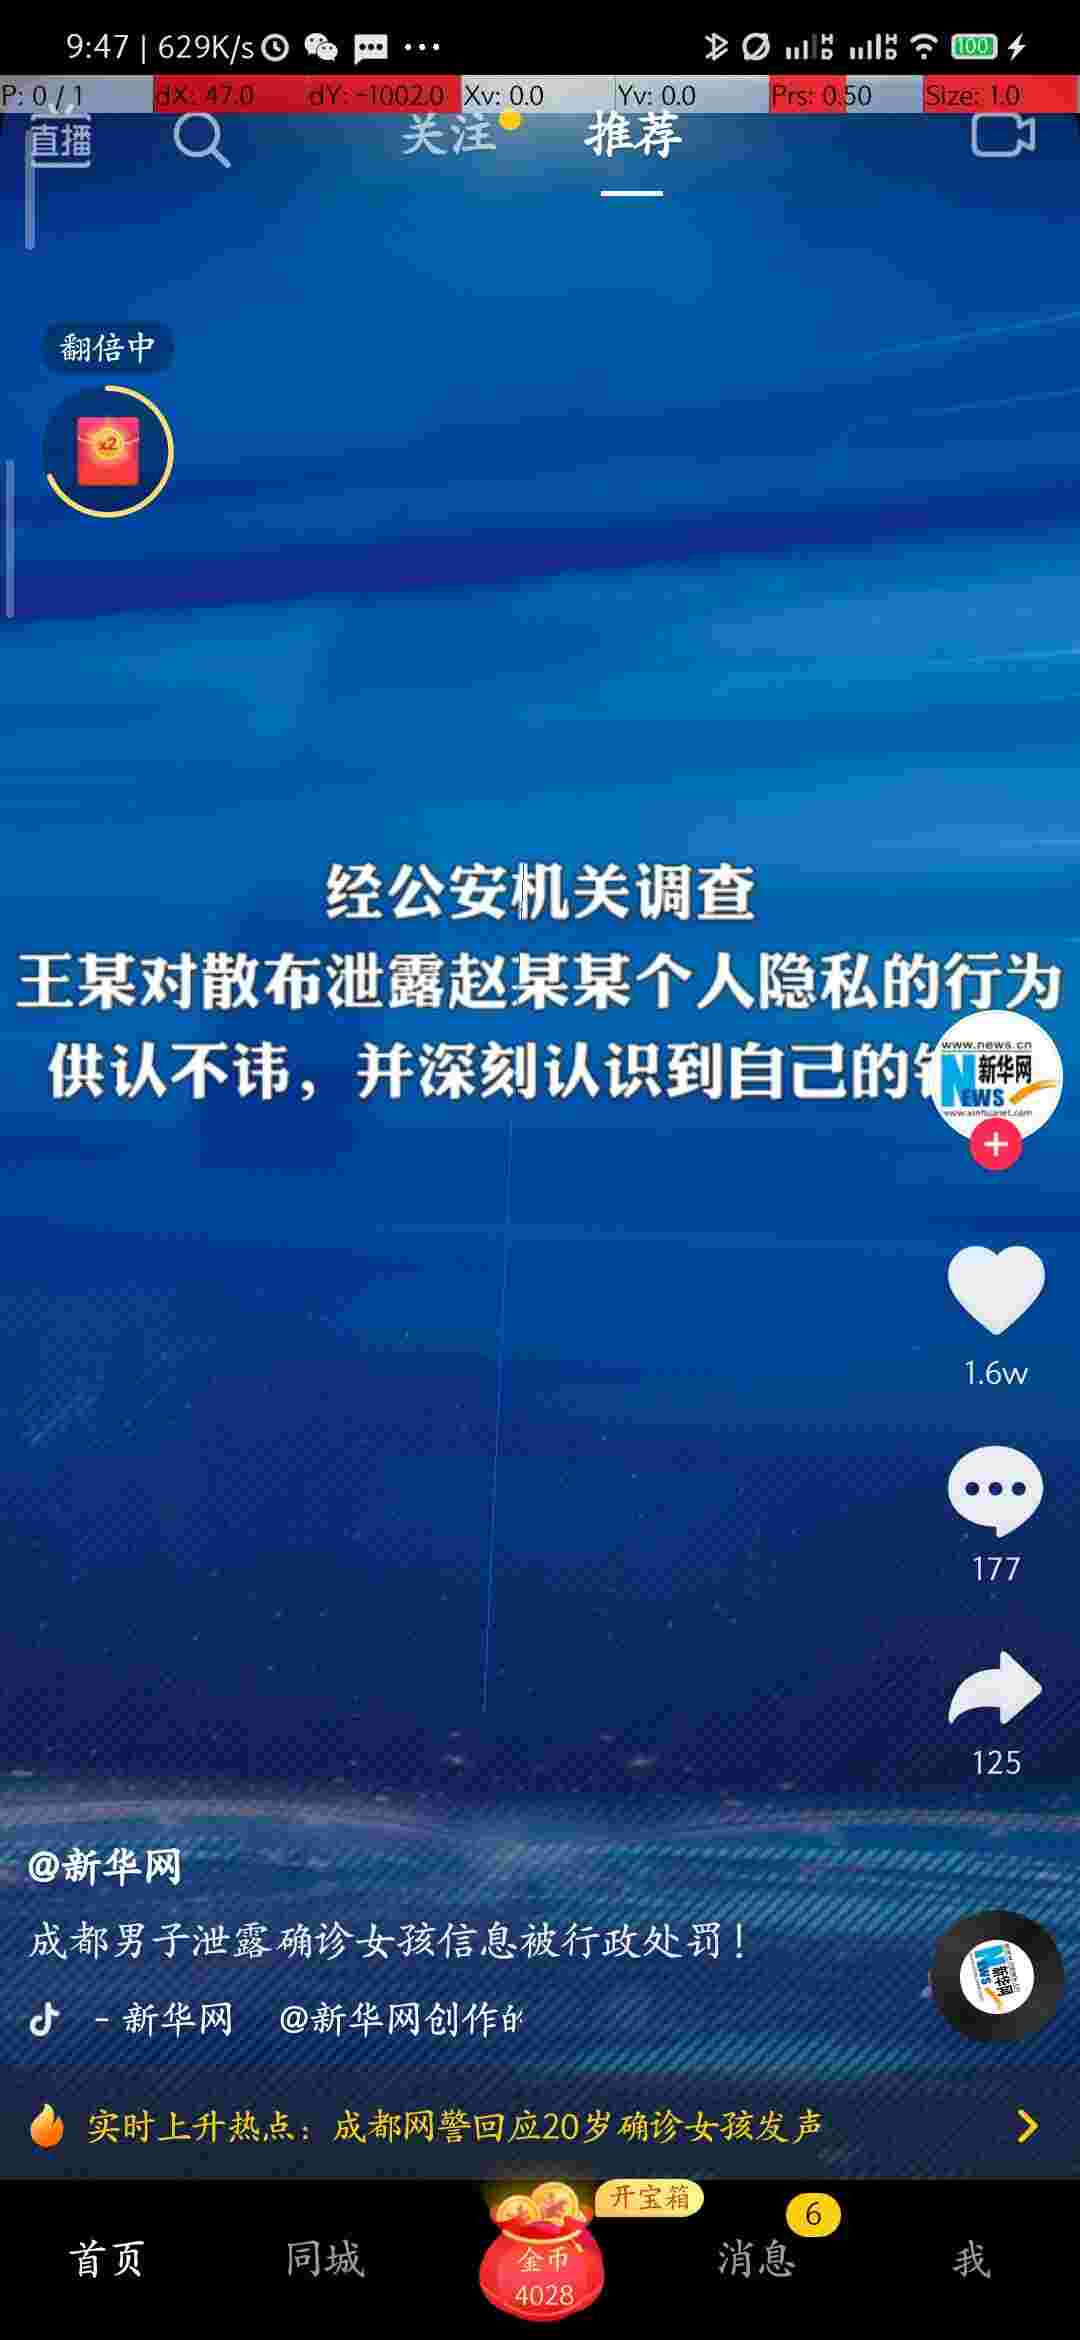 9:47 | 629K/s
100
P: 0 / 1 dX: 47.0 dY: -1002.0 Xv: 0.0 Yv: 0.0 Prs: 0.50 Size: 1.0
直播 关注 推荐
翻倍中
x2
经公安机关调查
王某对散布泄露赵某某个人隐私的行为
供认不讳，并深刻认识到自己的
www.news.cn
新华网
NEWS
www.xinhuanet.com
1.6w
177
125
@新华网
成都男子泄露确诊女孩信息被行政处罚！
- 新华网 @新华网创作的
新华网
NEWS
实时上升热点：成都网警回应20岁确诊女孩发声
开宝箱
6
首页 同城 金币 消息 我
4028